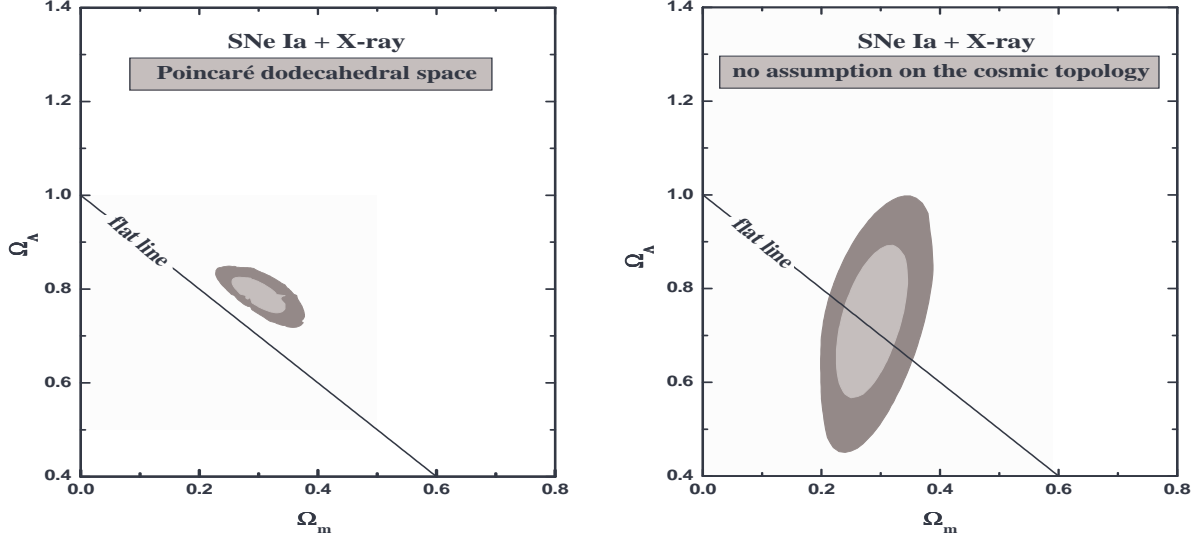 SNe Ia + X-ray
Poincaré dodecahedral space
1.4
1.2
1.0
0.8
0.6
0.4
Ω_Λ
flat line
0.0
0.2
0.4
0.6
0.8
Ω_m
SNe Ia + X-ray
no assumption on the cosmic topology
1.4
1.2
1.0
0.8
0.6
0.4
Ω_Λ
flat line
0.0
0.2
0.4
0.6
0.8
Ω_m